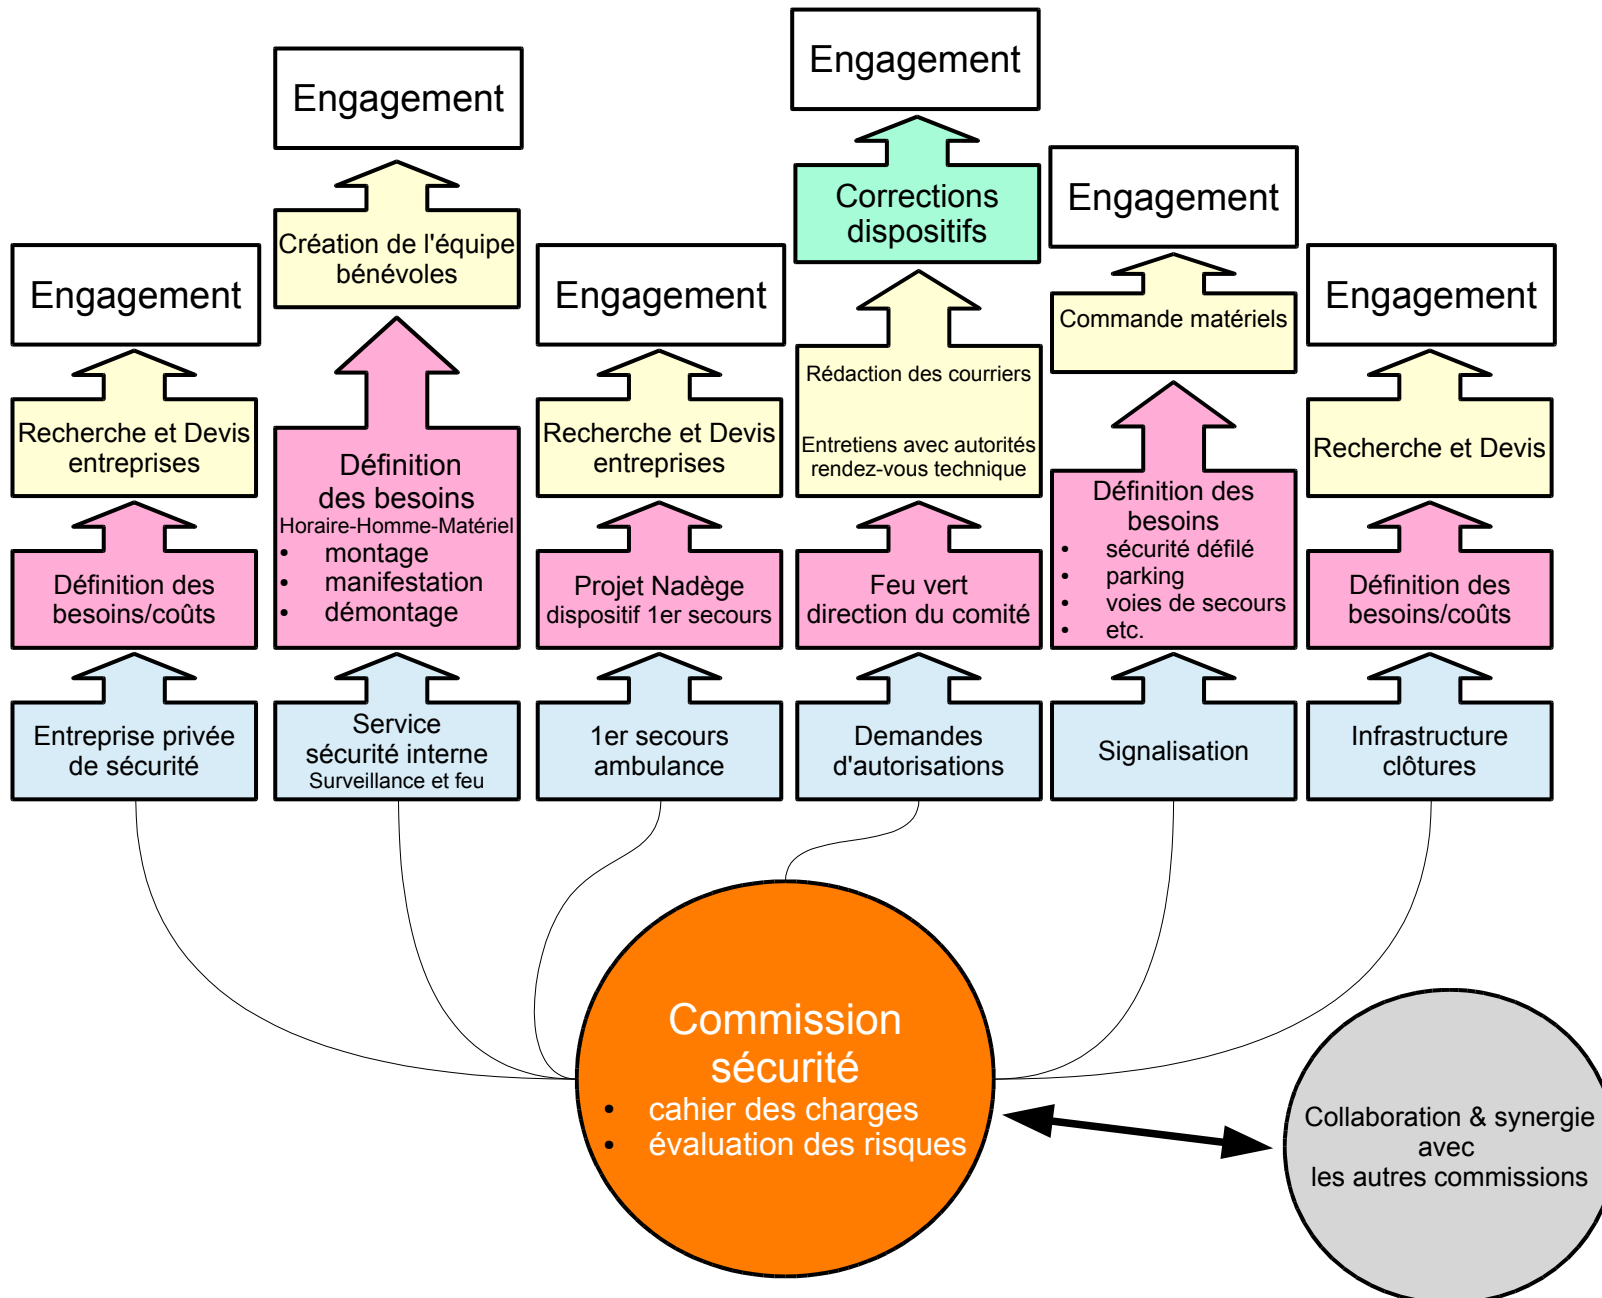 Engagement
Recherche et Devis
entreprises
Définition des
besoins/coûts
Entreprise privée
de sécurité
Engagement
Création de l'équipe
bénévoles
Définition
des besoins
Horaire-Homme-Matériel
• montage
• manifestation
• démontage
Service
sécurité interne
Surveillance et feu
Engagement
Recherche et Devis
entreprises
Projet Nadège
dispositif 1er secours
1er secours
ambulance
Engagement
Corrections
dispositifs
Rédaction des courriers
Entretiens avec autorités
rendez-vous technique
Feu vert
direction du comité
Demandes
d'autorisations
Engagement
Commande matériels
Définition des
besoins
• sécurité défilé
• parking
• voies de secours
• etc.
Signalisation
Engagement
Recherche et Devis
Définition des
besoins/coûts
Infrastructure
clôtures
Commission
sécurité
• cahier des charges
• évaluation des risques
Collaboration & synergie
avec
les autres commissions